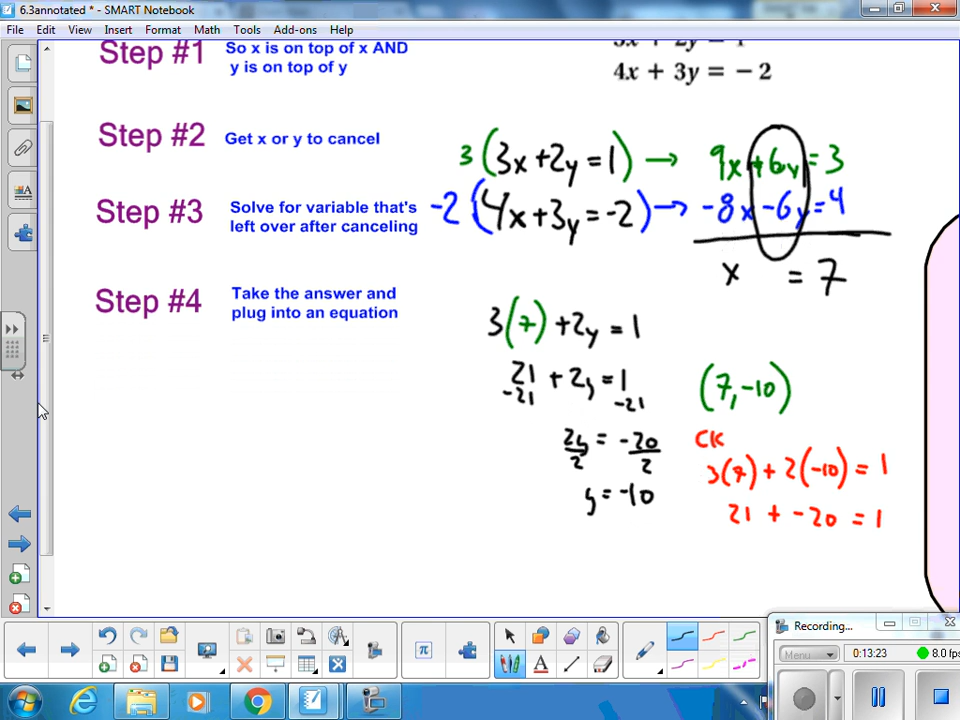 6.3annotated * - SMART Notebook
File Edit View Insert Format Math Tools Add-ons Help
Step #1
So x is on top of x AND
y is on top of y
4x + 3y = - 2
Step #2
Get x or y to cancel
3 (3x+2y=1) → 9x+6y=3
Step #3
Solve for variable that's
left over after canceling
-2 (4x+3y=-2) → -8x-6y=4
x = 7
Step #4
Take the answer and
plug into an equation
3(7)+2y=1
21+2y=1
-21 -21
(7,-10)
2y = -20
2 2
y=-10
CK
3(7)+2(-10)=1
21 + -20 = 1
Recording...
Menu
0:13:23
8.0 fps
π
A